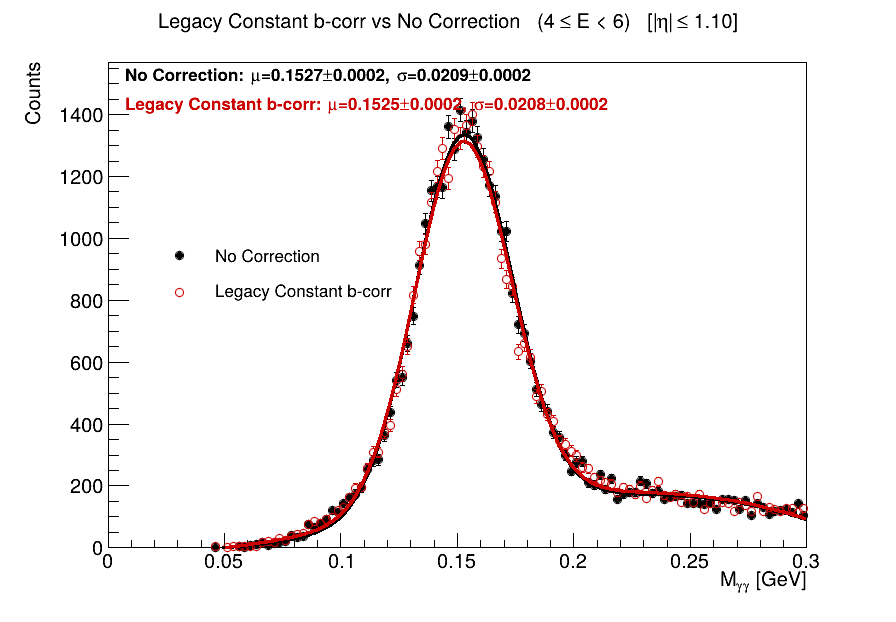 Legacy Constant b-corr vs No Correction (4 ≤ E < 6) [|η| ≤ 1.10]
Counts
No Correction: μ=0.1527±0.0002, σ=0.0209±0.0002
Legacy Constant b-corr: μ=0.1525±0.0002, σ=0.0208±0.0002
1400
1200
1000
800
600
400
200
0
No Correction
Legacy Constant b-corr
0 0.05 0.1 0.15 0.2 0.25 0.3
Mγγ [GeV]